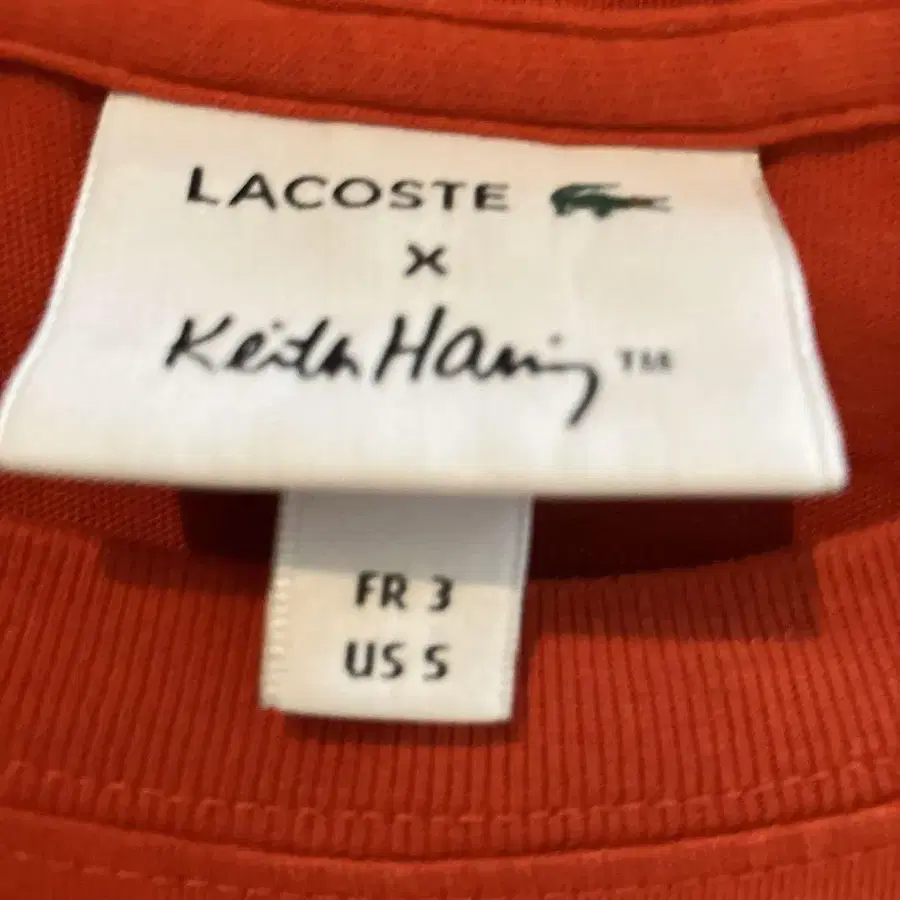 LACOSTE
X
Keith Haring ™
FR 3
US S